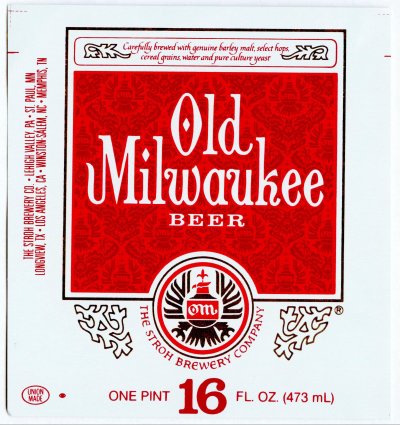 Carefully brewed with genuine barley malt, select hops,
cereal grains, water and pure culture yeast
Old
Milwaukee
BEER
THE STROH BREWERY CO. • LEHIGH VALLEY, PA • ST. PAUL, MN
LONGVIEW, TX • LOS ANGELES, CA • WINSTON-SALEM, NC • MEMPHIS, TN
om
THE STROH BREWERY COMPANY
®
UNION
MADE
ONE PINT 16 FL. OZ. (473 mL)